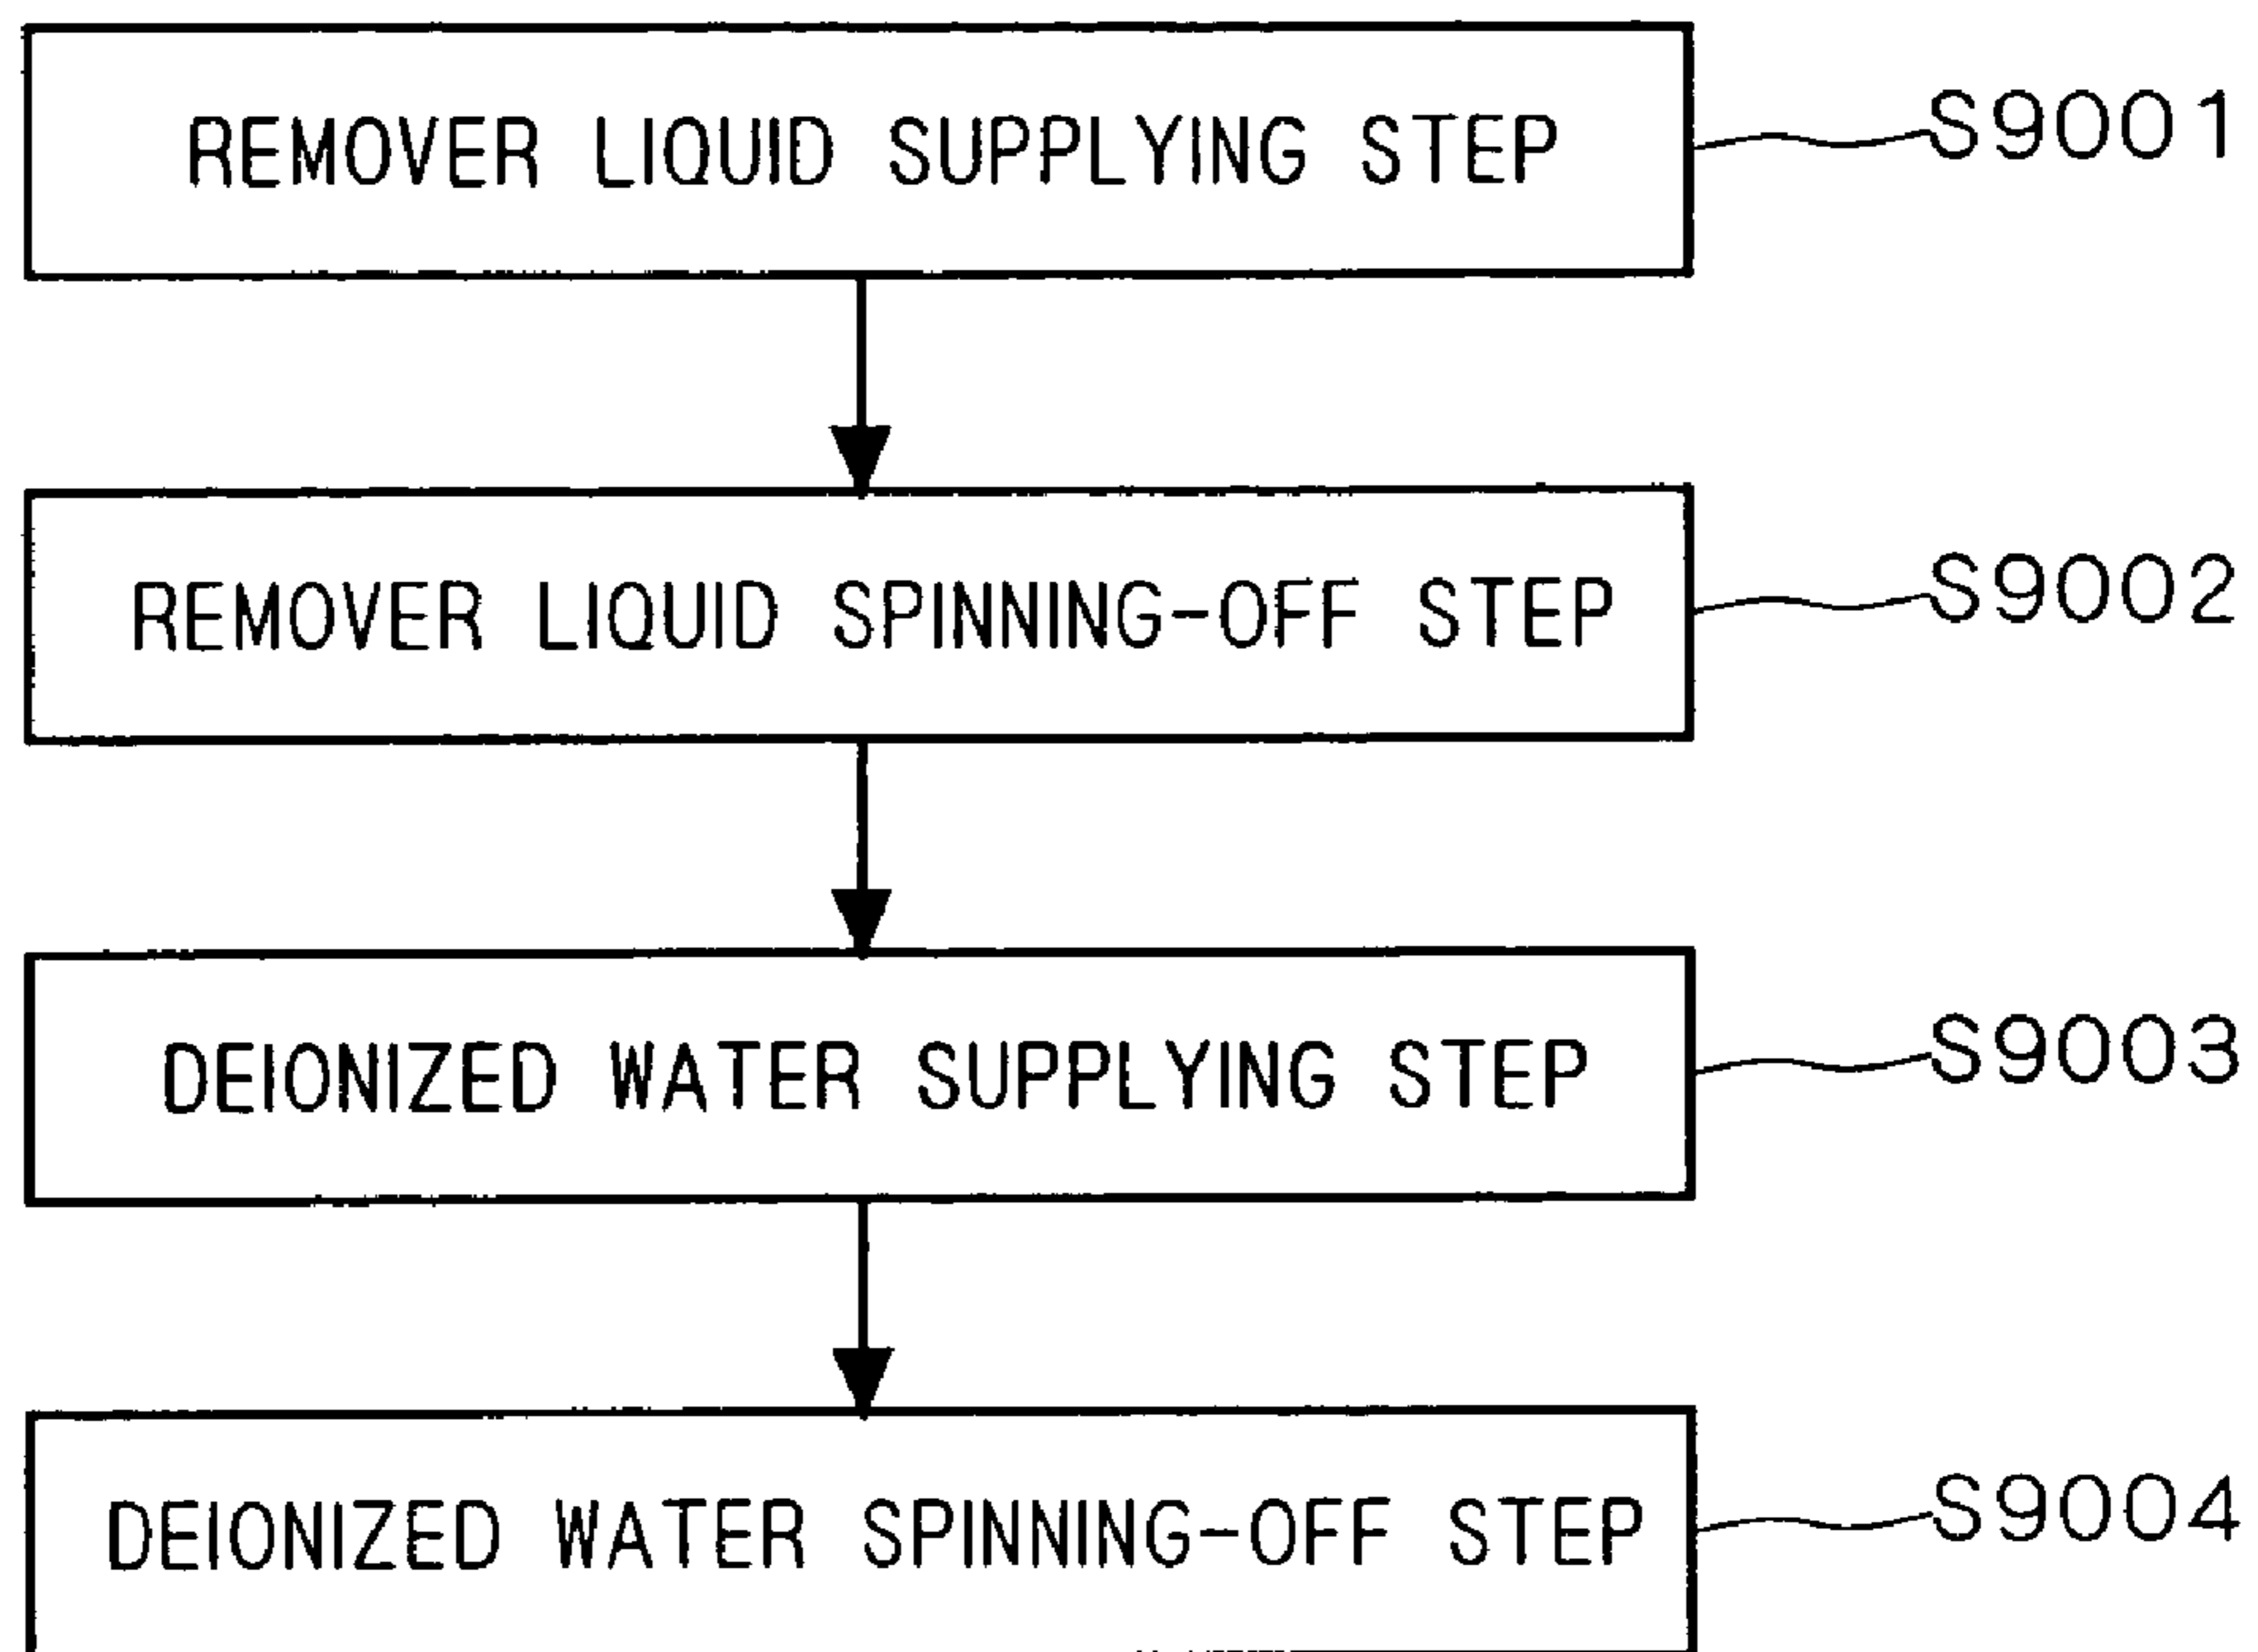 REMOVER LIQUID SUPPLYING STEP S9001
REMOVER LIQUID SPINNING-OFF STEP S9002
DEIONIZED WATER SUPPLYING STEP S9003
DEIONIZED WATER SPINNING-OFF STEP S9004